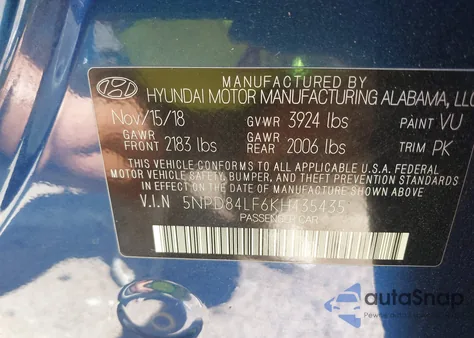 MANUFACTURED BY
HYUNDAI MOTOR MANUFACTURING ALABAMA, LLC
Nov/15/18 GVWR 3924 lbs PAINT VU
GAWR FRONT 2183 lbs GAWR REAR 2006 lbs TRIM PK
THIS VEHICLE CONFORMS TO ALL APPLICABLE U.S.A. FEDERAL
MOTOR VEHICLE SAFETY, BUMPER, AND THEFT PREVENTION STANDARDS
IN EFFECT ON THE DATE OF MANUFACTURE SHOWN ABOVE.
V.I.N 5NPD84LF6KH435435
PASSENGER CAR
autoSnap